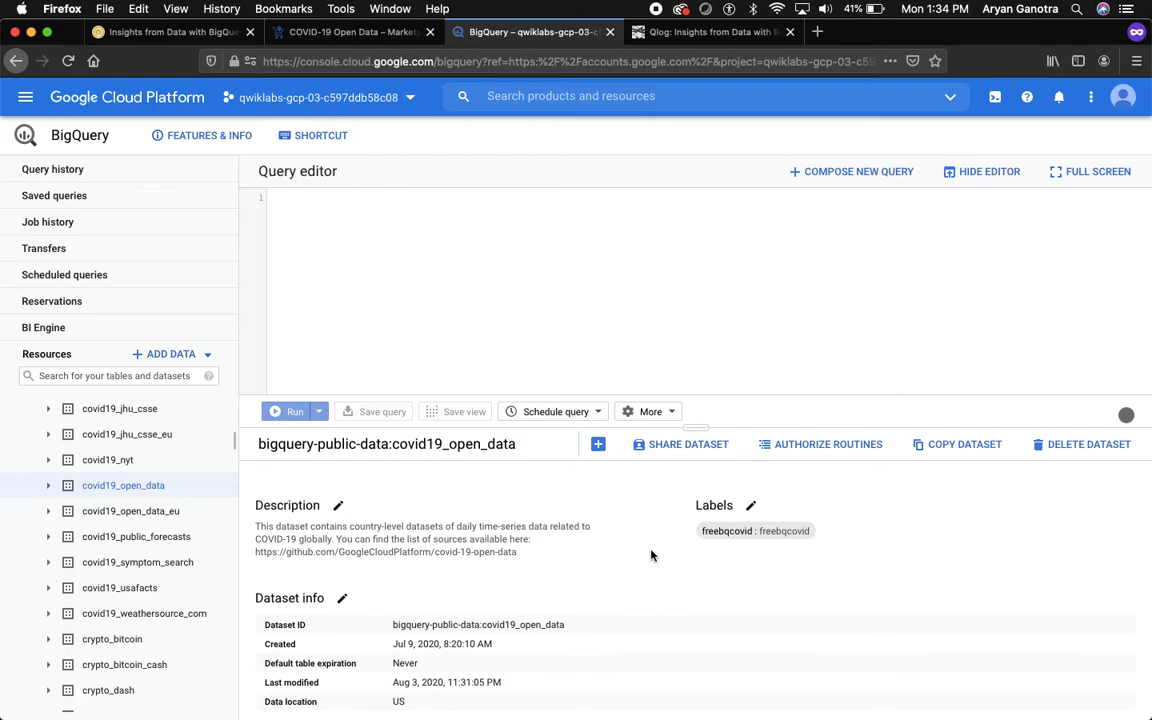 Firefox File Edit View History Bookmarks Tools Window Help 41% Mon 1:34 PM Aryan Ganotra
Insights from Data with BigQue COVID-19 Open Data – Market BigQuery – qwiklabs-gcp-03-c Qlog: Insights from Data with B
https://console.cloud.google.com/bigquery?ref=https:%2F%2Faccounts.google.com%2F&project=qwiklabs-gcp-03-c59
Google Cloud Platform qwiklabs-gcp-03-c597ddb58c08 Search products and resources
BigQuery FEATURES & INFO SHORTCUT
Query history
Saved queries
Job history
Transfers
Scheduled queries
Reservations
BI Engine
Resources + ADD DATA
Search for your tables and datasets ?
covid19_jhu_csse
covid19_jhu_csse_eu
covid19_nyt
covid19_open_data
covid19_open_data_eu
covid19_public_forecasts
covid19_symptom_search
covid19_usafacts
covid19_weathersource_com
crypto_bitcoin
crypto_bitcoin_cash
crypto_dash
Query editor + COMPOSE NEW QUERY HIDE EDITOR FULL SCREEN
1
Run Save query Save view Schedule query More
bigquery-public-data:covid19_open_data SHARE DATASET AUTHORIZE ROUTINES COPY DATASET DELETE DATASET
Description
This dataset contains country-level datasets of daily time-series data related to
COVID-19 globally. You can find the list of sources available here:
https://github.com/GoogleCloudPlatform/covid-19-open-data
Labels
freebqcovid : freebqcovid
Dataset info
Dataset ID bigquery-public-data:covid19_open_data
Created Jul 9, 2020, 8:20:10 AM
Default table expiration Never
Last modified Aug 3, 2020, 11:31:05 PM
Data location US